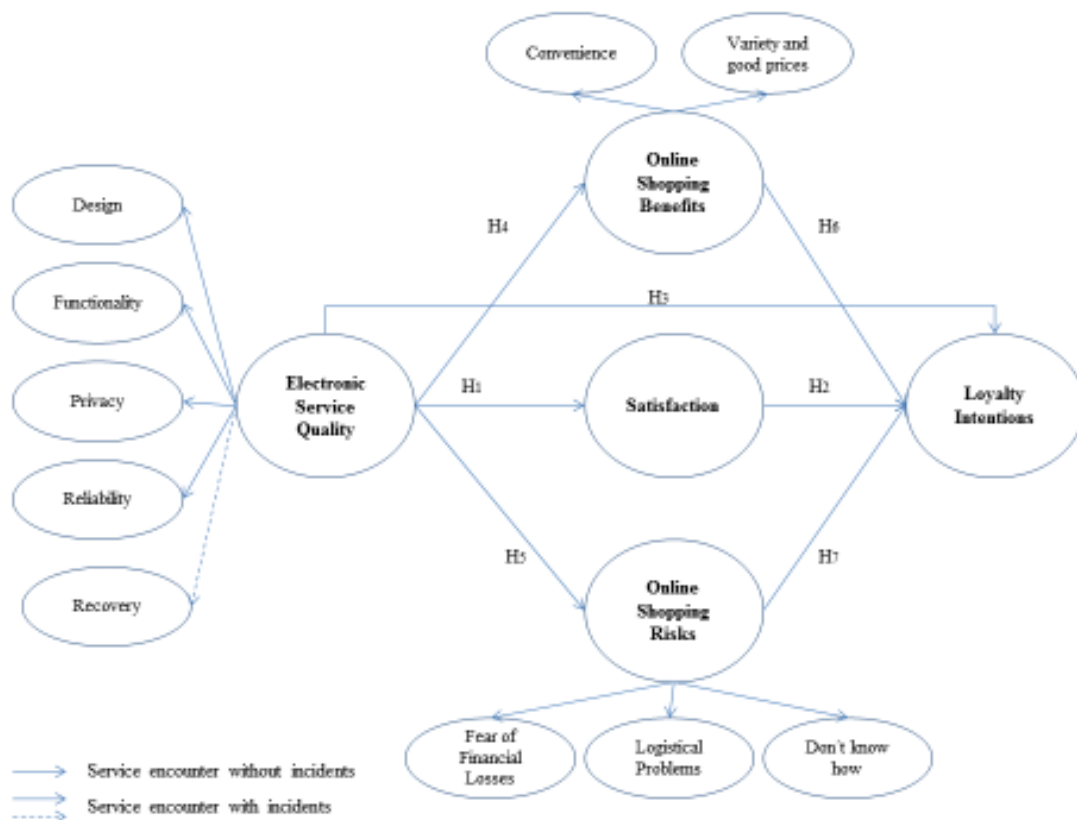 Convenience
Variety and
good prices
Online
Shopping
Benefits
Design
H4
H6
Functionality
H3
Electronic
Service
Quality
H1
Satisfaction
H2
Loyalty
Intentions
Privacy
Reliability
H5
H7
Online
Shopping
Risks
Recovery
Fear of
Financial
Losses
Logistical
Problems
Don't know
how
Service encounter without incidents
Service encounter with incidents